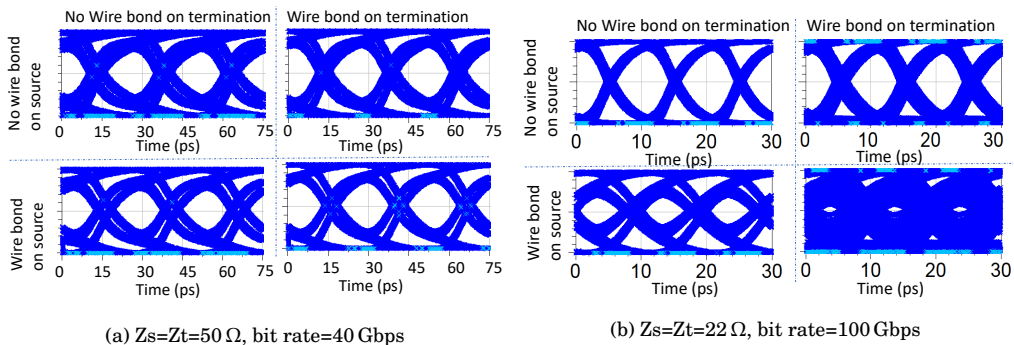 No Wire bond on termination
Wire bond on termination
No wire bond
on source
0 15 30 45 60 75
Time (ps)
0 15 30 45 60 75
Time (ps)
Wire bond
on source
0 15 30 45 60 75
Time (ps)
0 15 30 45 60 75
Time (ps)
(a) Zs=Zt=50 Ω, bit rate=40 Gbps
No Wire bond on termination
Wire bond on termination
No wire bond
on source
0 10 20 30
Time (ps)
0 10 20 30
Time (ps)
Wire bond
on source
0 10 20 30
Time (ps)
0 10 20 30
Time (ps)
(b) Zs=Zt=22 Ω, bit rate=100 Gbps